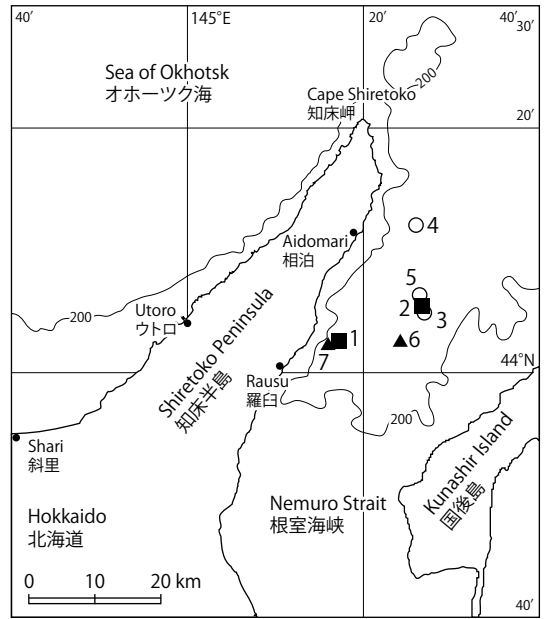 40′
145°E
20′
40′
30′
Sea of Okhotsk
オホーツク海
200
Cape Shiretoko
知床岬
20′
4
Aidomari
相泊
5
2
3
200
Utoro
ウトロ
1
6
7
Shiretoko Peninsula
知床半島
44°N
Rausu
羅臼
200
Shari
斜里
Kunashir Island
国後島
Hokkaido
北海道
Nemuro Strait
根室海峡
0 10 20 km
40′